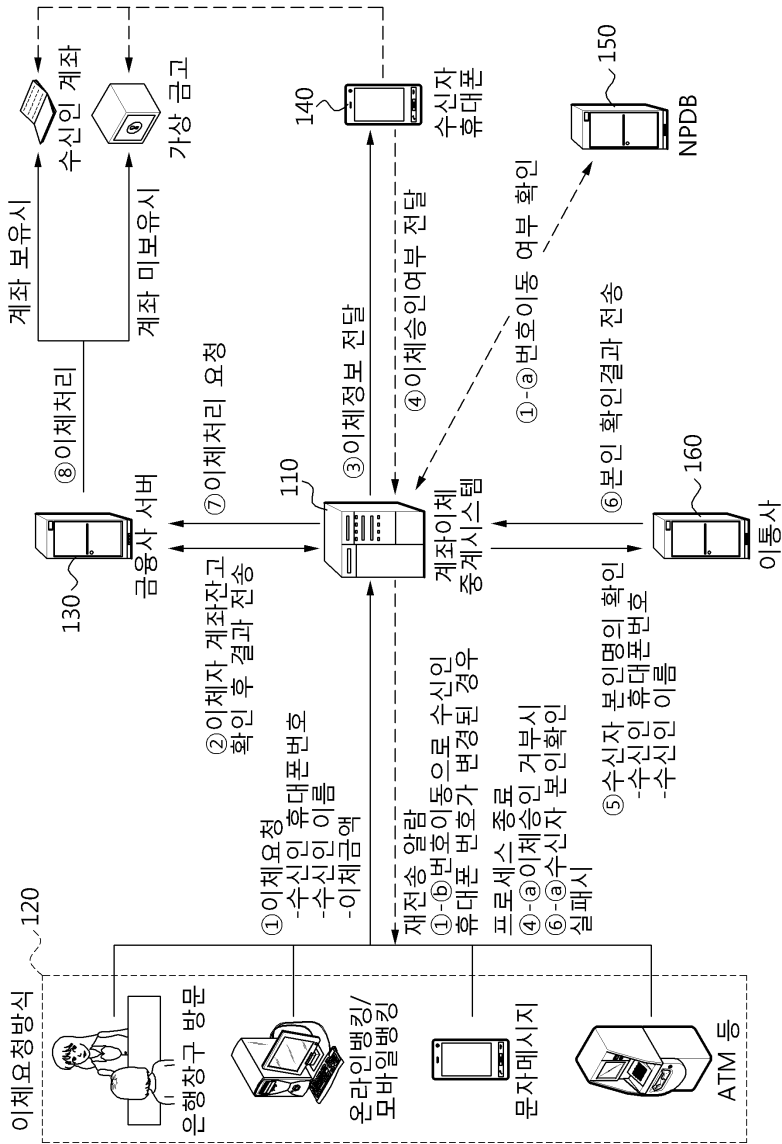 이체요청방식
120
은행창구 방문
온라인뱅킹/
모바일뱅킹
문자메시지
ATM 등
①이체요청
-수신인 휴대폰번호
-수신인 이름
-이체금액
재전송 알람
①-ⓑ번호이동으로 수신인
휴대폰 번호가 변경된 경우
프로세스 종료
④-ⓐ이체승인 거부시
⑥-ⓐ수신자 본인확인
실패시
130
금융사 서버
②이체자 계좌잔고
확인 후 결과 전송
⑦이체처리 요청
110
계좌이체
중계시스템
⑤수신자 본인명의 확인
-수신인 휴대폰번호
-수신인 이름
⑥본인 확인결과 전송
160
이통사
⑧이체처리
계좌 보유시
계좌 미보유시
수신인 계좌
가상 금고
③이체정보 전달
④이체승인여부 전달
140
수신자
휴대폰
①-ⓐ번호이동 여부 확인
150
NPDB